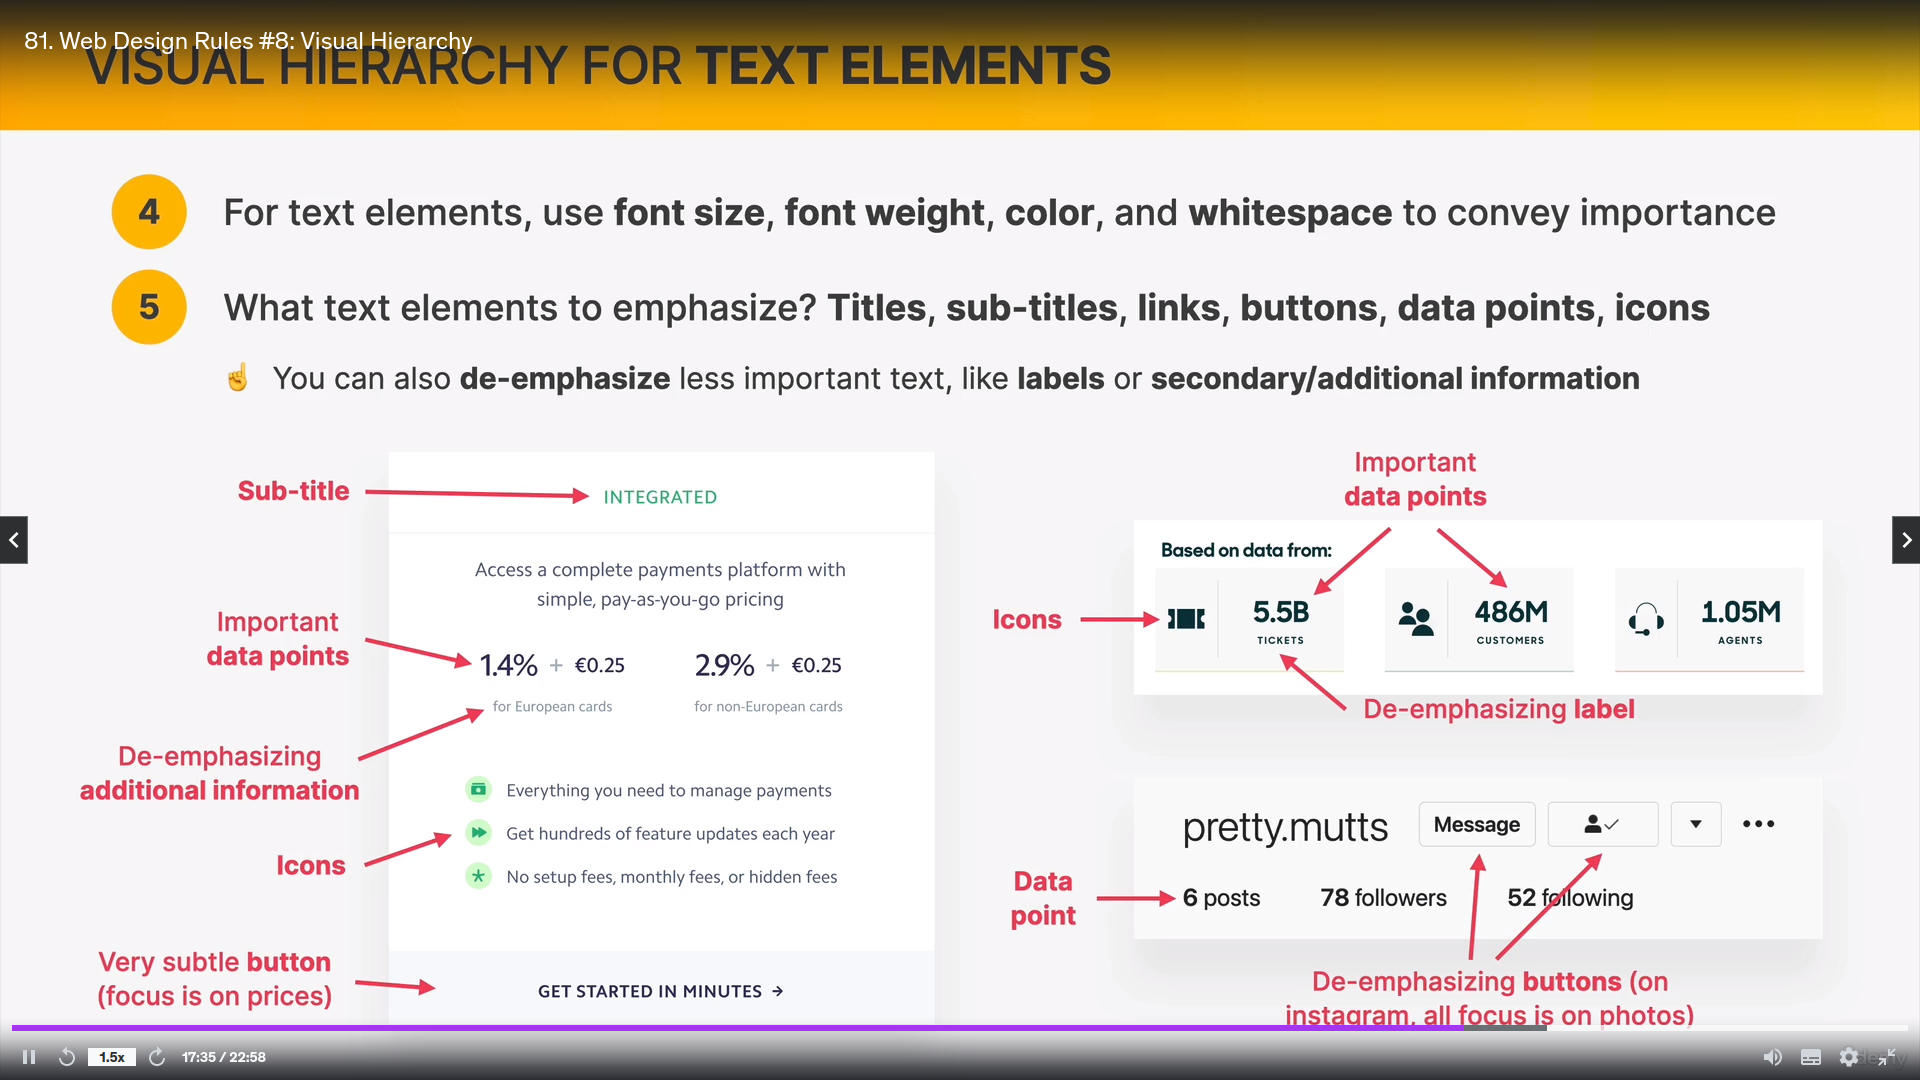 81. Web Design Rules #8: Visual Hierarchy
VISUAL HIERARCHY FOR TEXT ELEMENTS
4 For text elements, use font size, font weight, color, and whitespace to convey importance
5 What text elements to emphasize? Titles, sub-titles, links, buttons, data points, icons
☝ You can also de-emphasize less important text, like labels or secondary/additional information
Sub-title
INTEGRATED
Access a complete payments platform with
simple, pay-as-you-go pricing
Important
data points
1.4% + €0.25 2.9% + €0.25
for European cards for non-European cards
De-emphasizing
additional information
Everything you need to manage payments
Get hundreds of feature updates each year
No setup fees, monthly fees, or hidden fees
Icons
Very subtle button
(focus is on prices)
GET STARTED IN MINUTES →
Important
data points
Based on data from:
Icons
5.5B
TICKETS
486M
CUSTOMERS
1.05M
AGENTS
De-emphasizing label
pretty.mutts Message
Data
point
6 posts 78 followers 52 following
De-emphasizing buttons (on
instagram, all focus is on photos)
1.5x 17:35 / 22:58